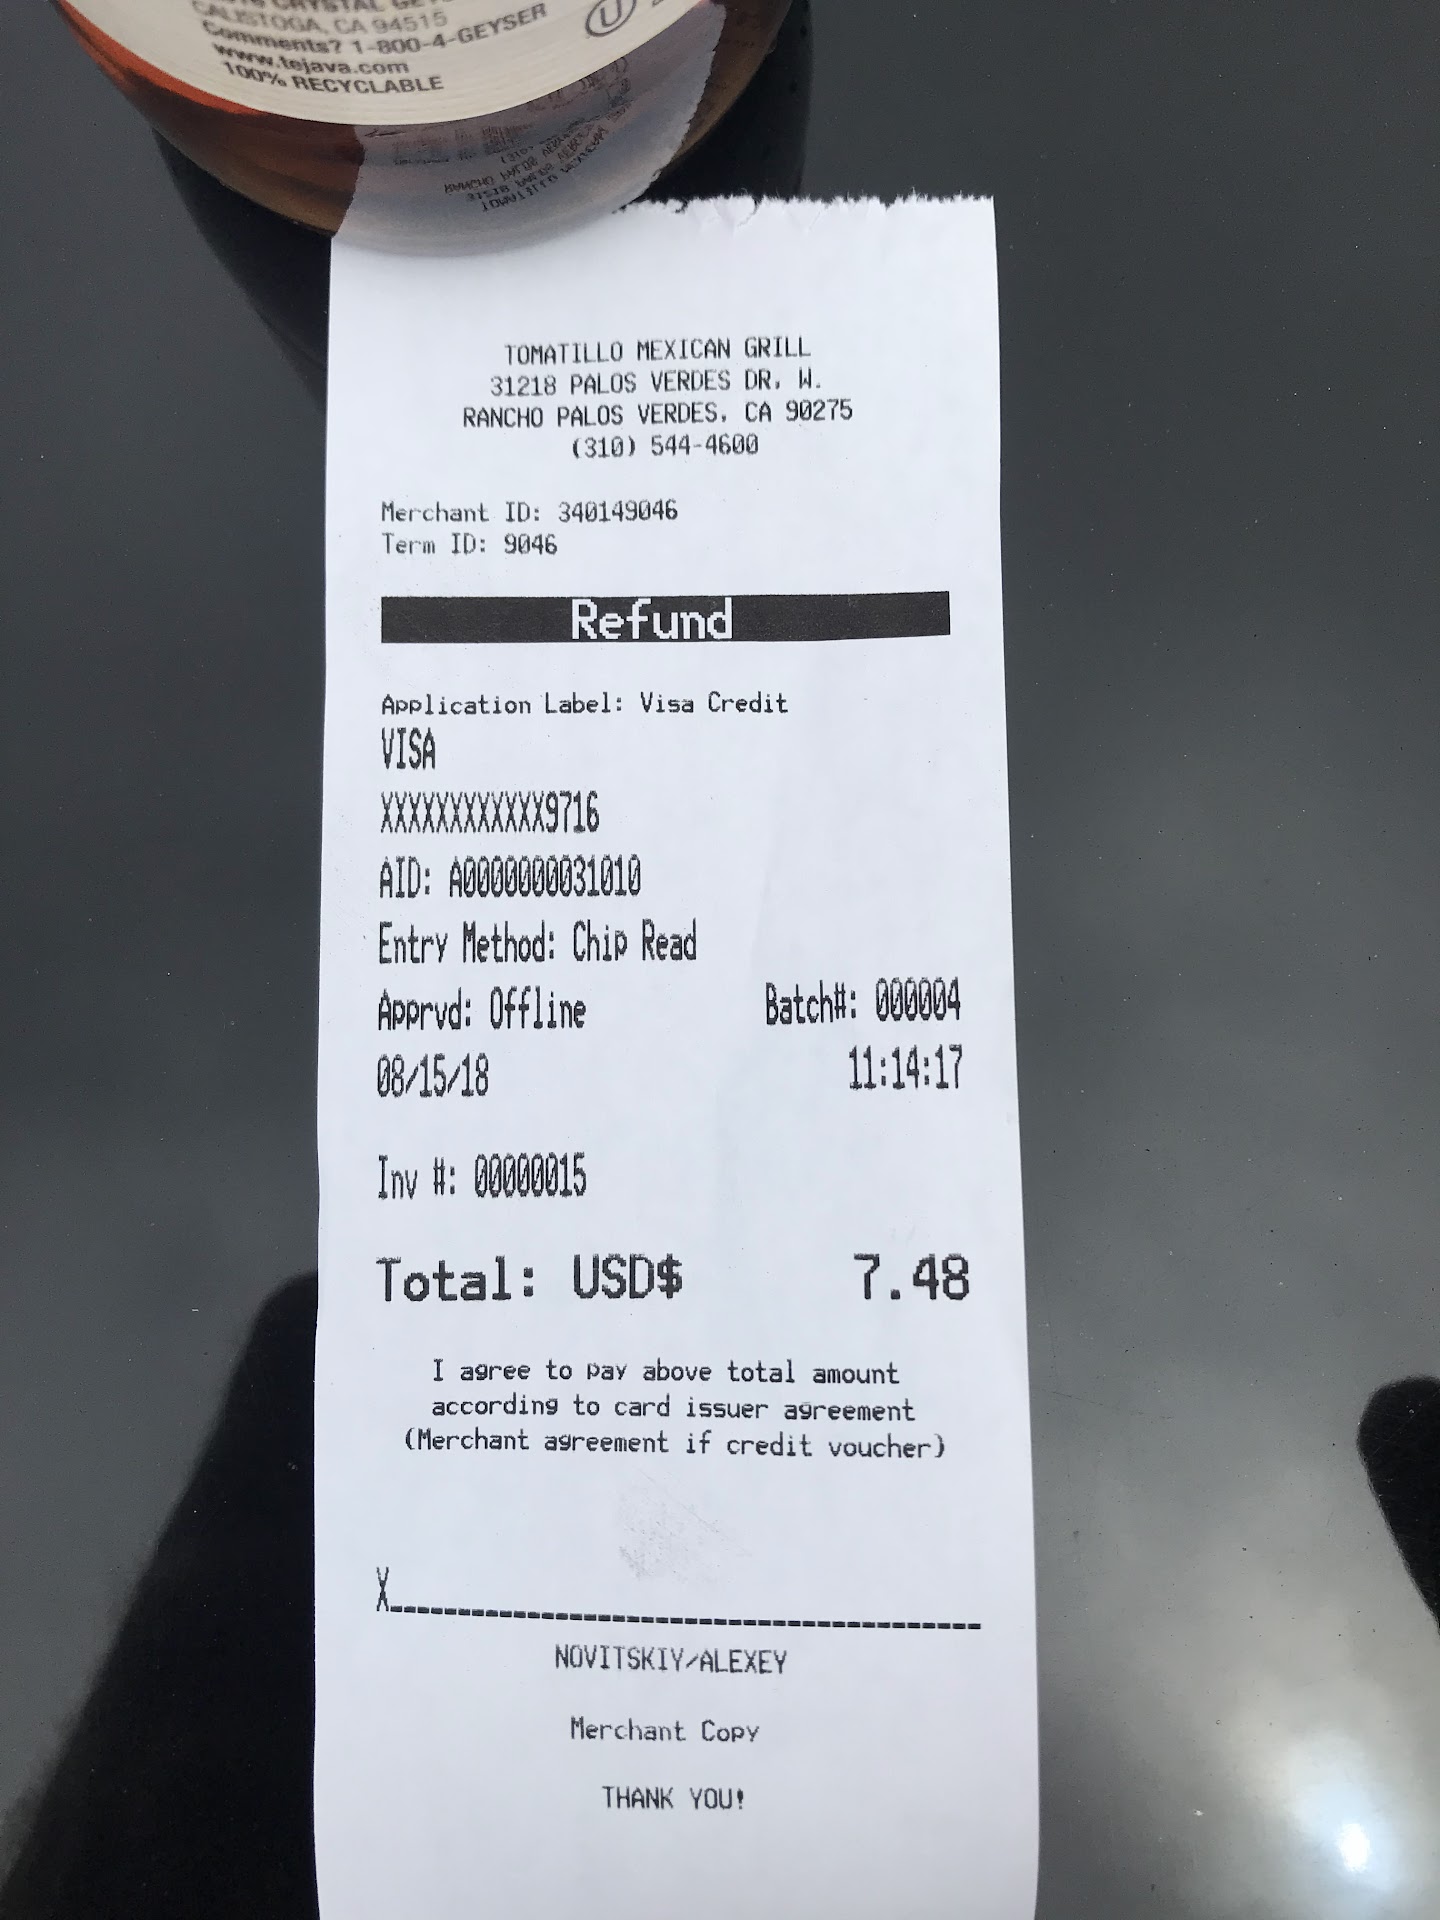 CALISTOGA, CA 94515
Comments? 1-800-4-GEYSER
www.tejava.com
100% RECYCLABLE
U
TOMATILLO MEXICAN GRILL
31218 PALOS VERDES DR. W.
RANCHO PALOS VERDES, CA 90275
(310) 544-4600
Merchant ID: 340149046
Term ID: 9046
Refund
Application Label: Visa Credit
VISA
XXXXXXXXXXXX9716
AID: A0000000031010
Entry Method: Chip Read
Apprvd: Offline Batch#: 000004
08/15/18 11:14:17
Inv #: 00000015
Total: USD$ 7.48
I agree to pay above total amount
according to card issuer agreement
(Merchant agreement if credit voucher)
X
NOVITSKIY/ALEXEY
Merchant Copy
THANK YOU!